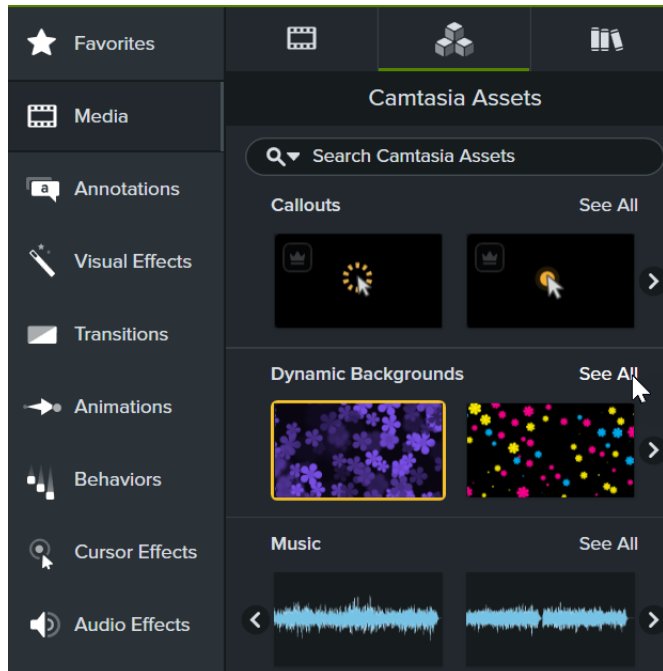 Favorites
Media
a Annotations
Visual Effects
Transitions
Animations
Behaviors
Cursor Effects
Audio Effects
Camtasia Assets
Search Camtasia Assets
Callouts See All
Dynamic Backgrounds See All
Music See All